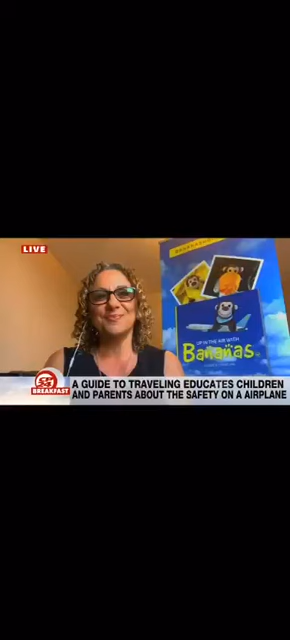 LIVE
UP IN THE AIR WITH
BANANAS
BREAKFAST
A GUIDE TO TRAVELING EDUCATES CHILDREN
AND PARENTS ABOUT THE SAFETY ON A AIRPLANE